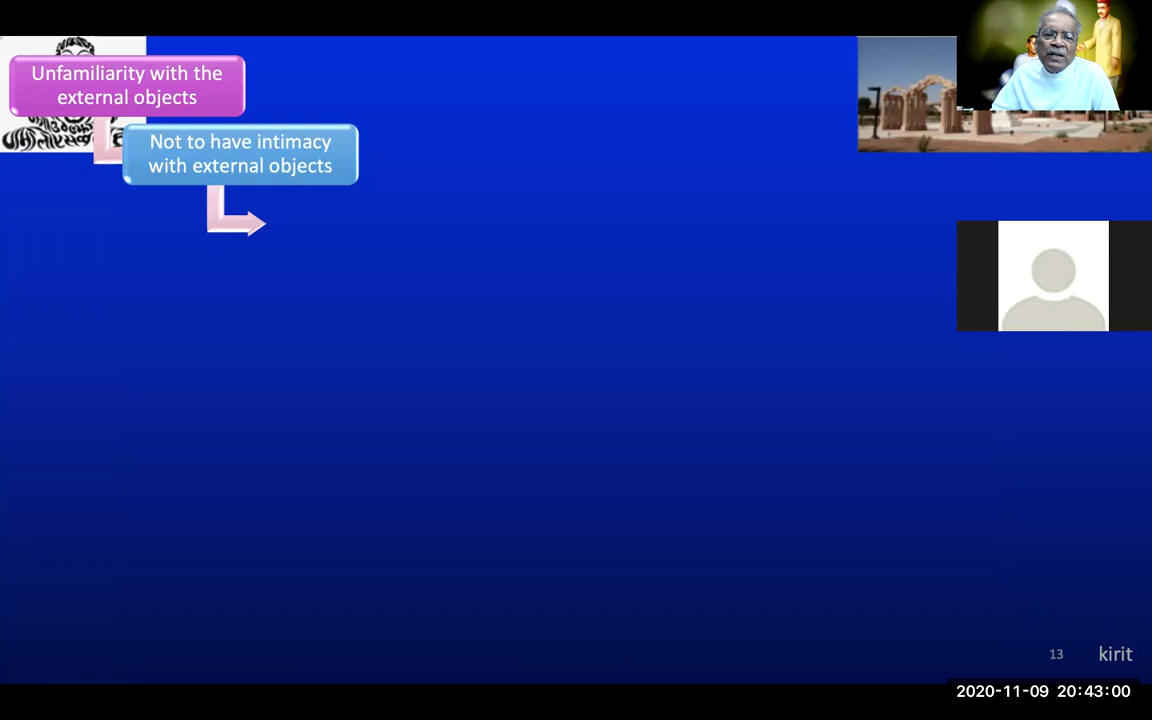 Unfamiliarity with the
external objects
Not to have intimacy
with external objects
13
kirit
2020-11-09 20:43:00